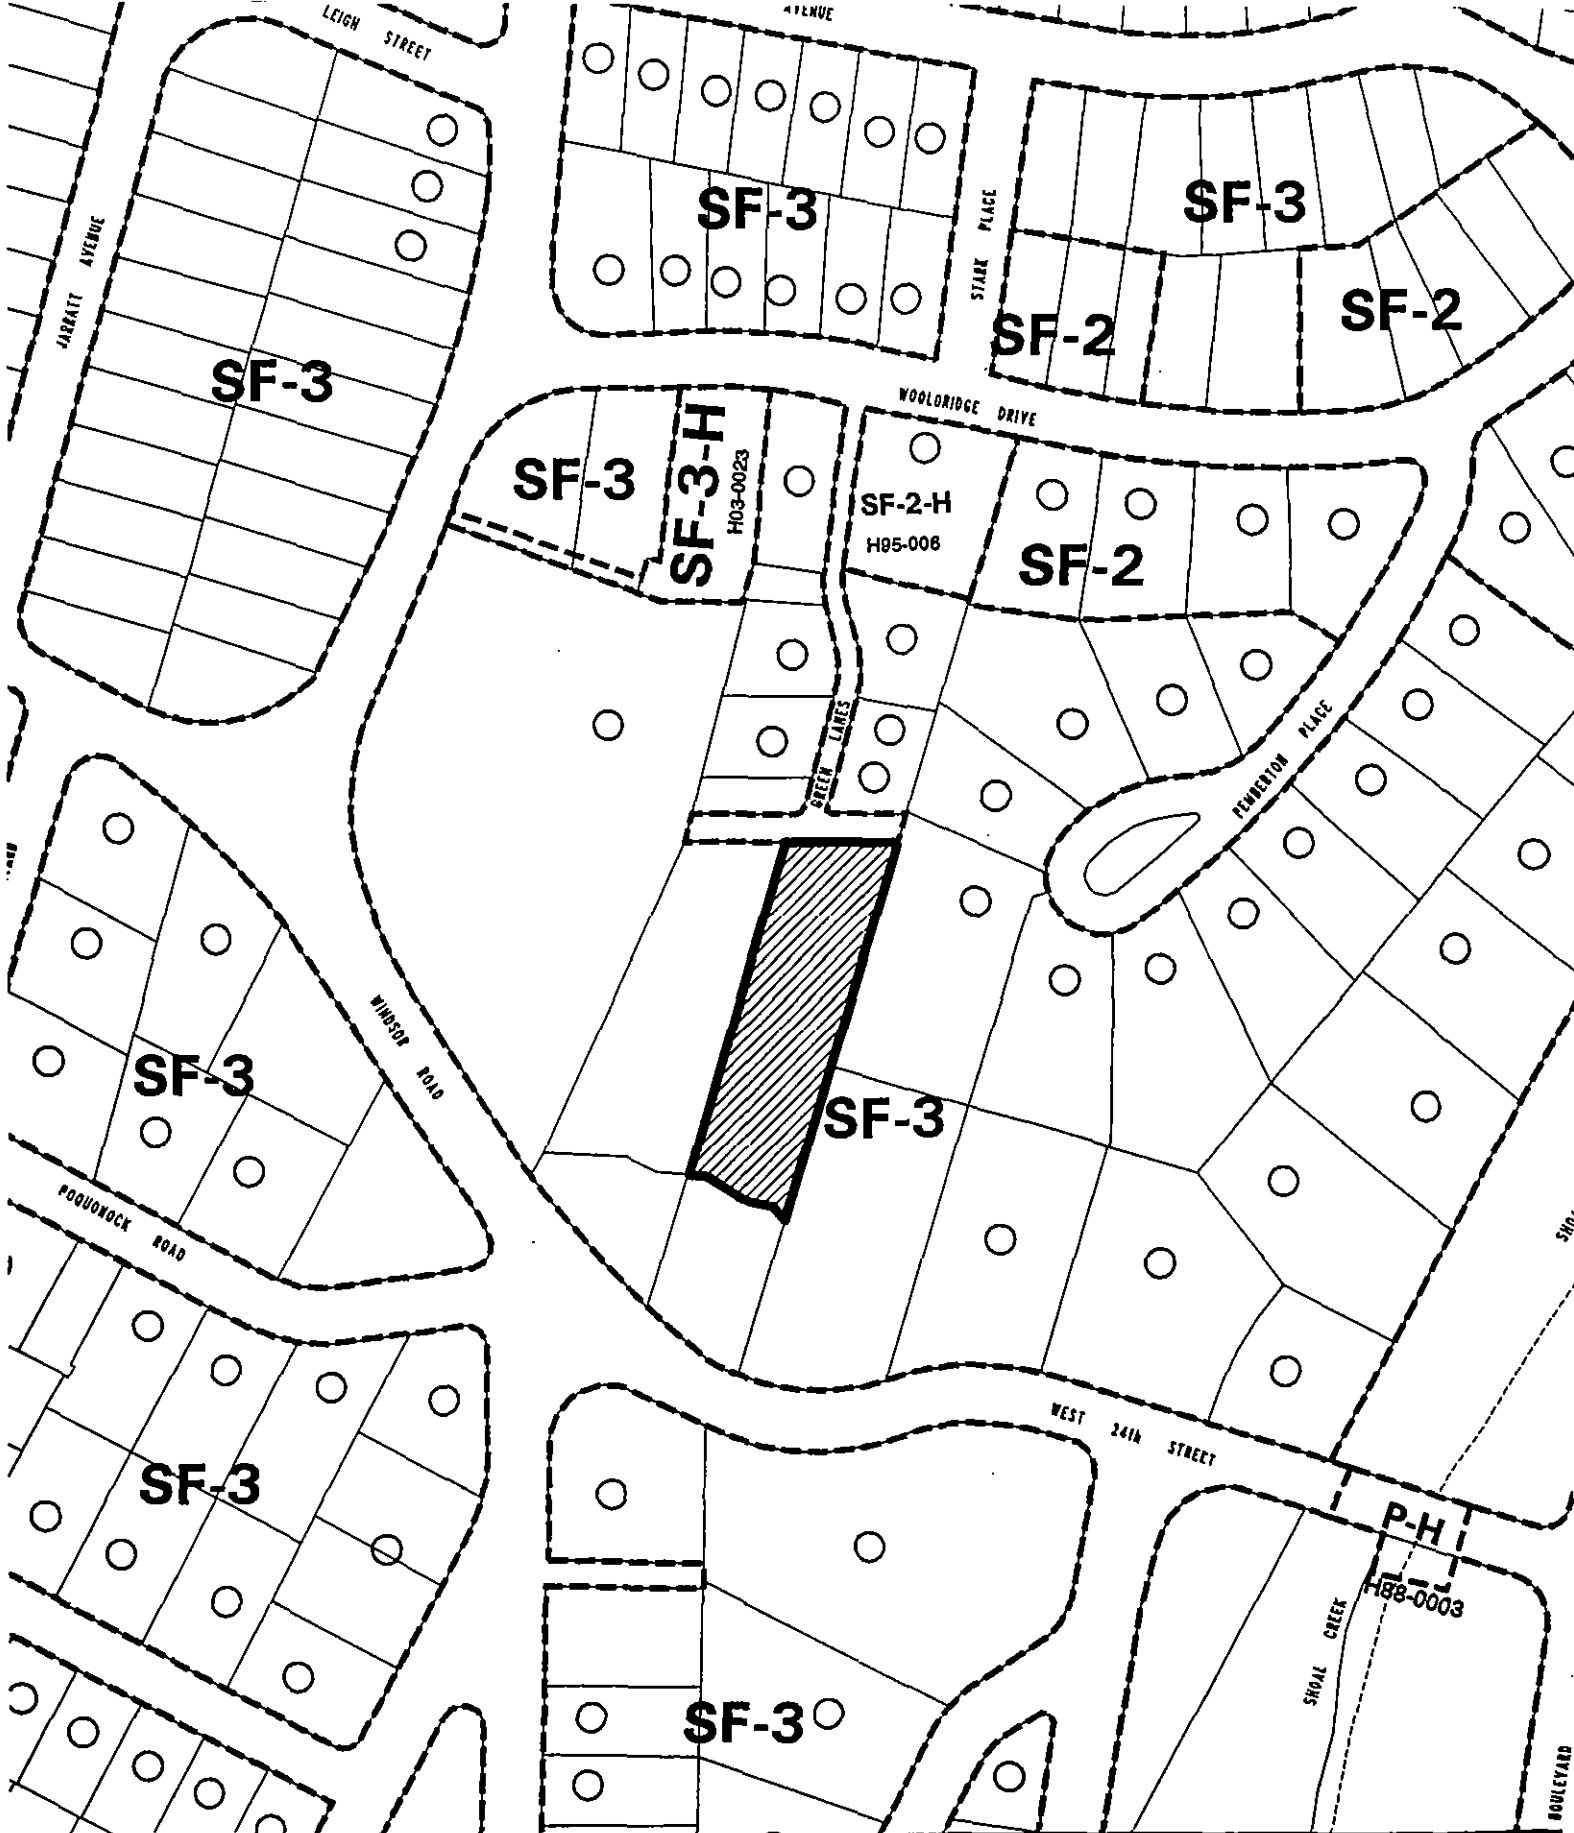 AVENUE
LEIGH STREET
JARRATT AVENUE
SF-3
SF-3
STARK PLACE
SF-3
SF-2
SF-2
SF-3
WOOLDRIDGE DRIVE
SF-3
SF-3-H
H03-0023
SF-2-H
H95-006
SF-2
GREEN LANES
PEMBERTON PLACE
WINDSOR ROAD
SF-3
SF-3
POQUONOCK ROAD
WEST 24th STREET
SF-3
P-H
H88-0003
SHOAL CREEK
SF-3
BOULEVARD